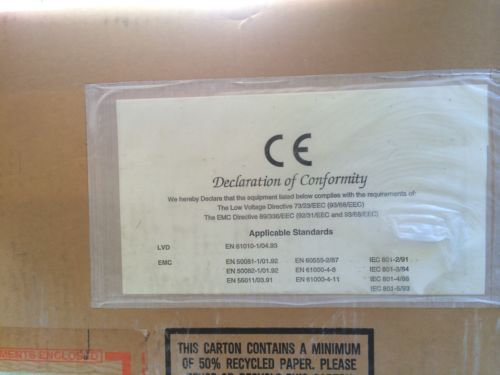 CE
Declaration of Conformity
We hereby Declare that the equipment listed below complies with the requirements of:
The Low Voltage Directive 73/23/EEC (93/68/EEC)
The EMC Directive 89/336/EEC (92/31/EEC and 93/68/EEC)
Applicable Standards
LVD EN 61010-1/04.93
EMC EN 50081-1/01.92 EN 60555-2/87 IEC 801-2/91
EN 50082-1/01.92 EN 61000-4-8 IEC 801-3/84
EN 55011/03.91 EN 61000-4-11 IEC 801-4/88
IEC 801-5/93
MENTS ENCLOSED
THIS CARTON CONTAINS A MINIMUM
OF 50% RECYCLED PAPER. PLEASE